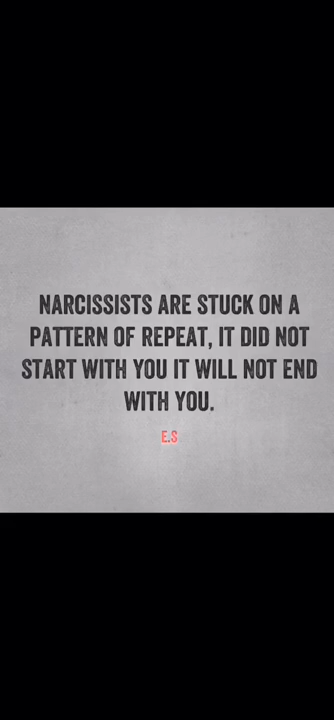 NARCISSISTS ARE STUCK ON A
PATTERN OF REPEAT, IT DID NOT
START WITH YOU IT WILL NOT END
WITH YOU.
E.S